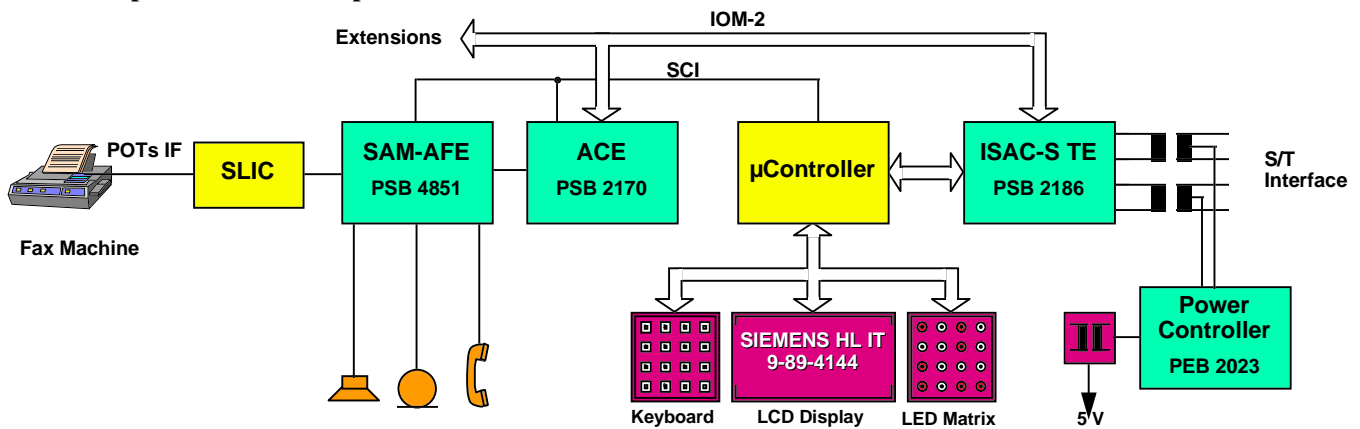 IOM-2
Extensions
SCI
POTs IF
SLIC
SAM-AFE
PSB 4851
ACE
PSB 2170
µController
ISAC-S TE
PSB 2186
S/T
Interface
Fax Machine
Power
Controller
PEB 2023
SIEMENS HL IT
9-89-4144
Keyboard
LCD Display
LED Matrix
5 V